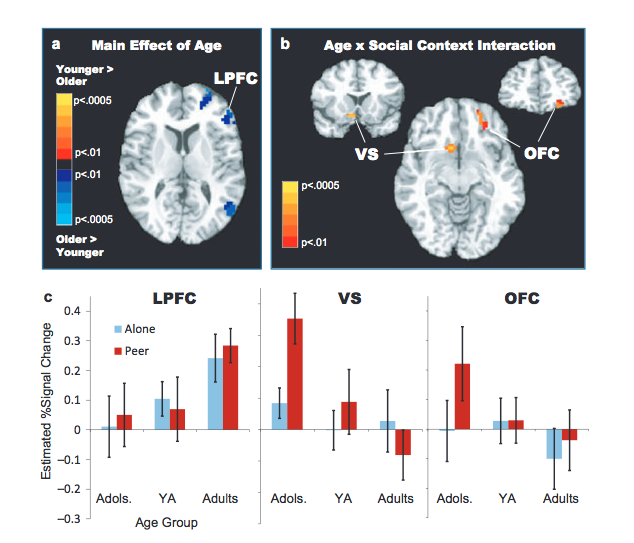 a Main Effect of Age
Younger >
Older
LPFC
p<.0005
p<.01
p<.01
p<.0005
Older >
Younger
b Age x Social Context Interaction
VS
OFC
p<.0005
p<.01
c LPFC VS OFC
Estimated %Signal Change
0.4
0.3
0.2
0.1
0
−0.1
−0.2
−0.3
Alone
Peer
Adols. YA Adults Adols. YA Adults Adols. YA Adults
Age Group